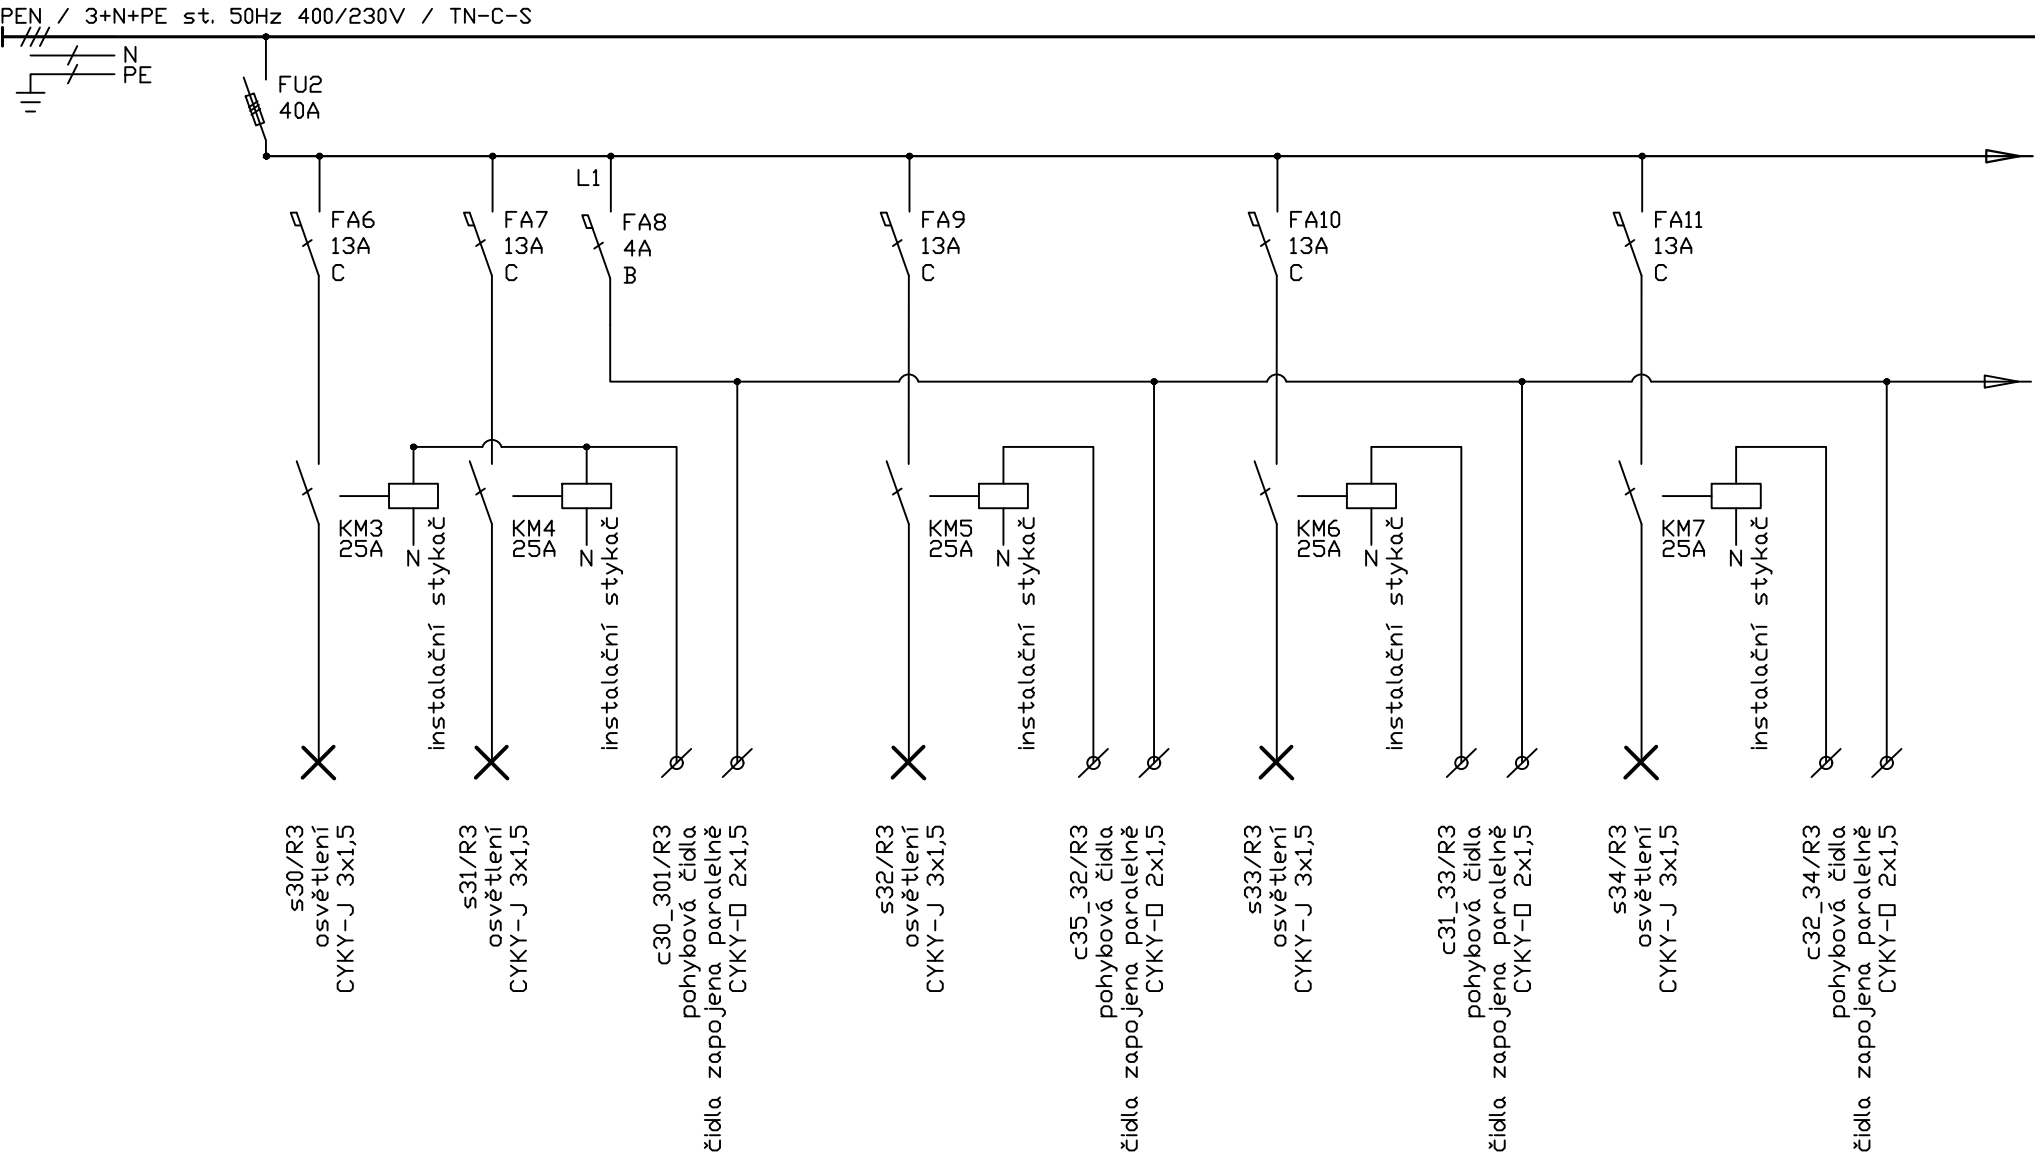 PEN / 3+N+PE st. 50Hz 400/230V / TN-C-S
N
PE
FU2
40A
L1
FA6
13A
C
FA7
13A
C
FA8
4A
B
FA9
13A
C
FA10
13A
C
FA11
13A
C
KM3
25A
N
instalační stykač
KM4
25A
N
instalační stykač
KM5
25A
N
instalační stykač
KM6
25A
N
instalační stykač
KM7
25A
N
instalační stykač
s30/R3
osvětlení
CYKY-J 3x1,5
s31/R3
osvětlení
CYKY-J 3x1,5
c30_301/R3
pohybová čidla
čidla zapojena paralelně
CYKY-O 2x1,5
s32/R3
osvětlení
CYKY-J 3x1,5
c35_32/R3
pohybová čidla
čidla zapojena paralelně
CYKY-O 2x1,5
s33/R3
osvětlení
CYKY-J 3x1,5
c31_33/R3
pohybová čidla
čidla zapojena paralelně
CYKY-O 2x1,5
s34/R3
osvětlení
CYKY-J 3x1,5
c32_34/R3
pohybová čidla
čidla zapojena paralelně
CYKY-O 2x1,5